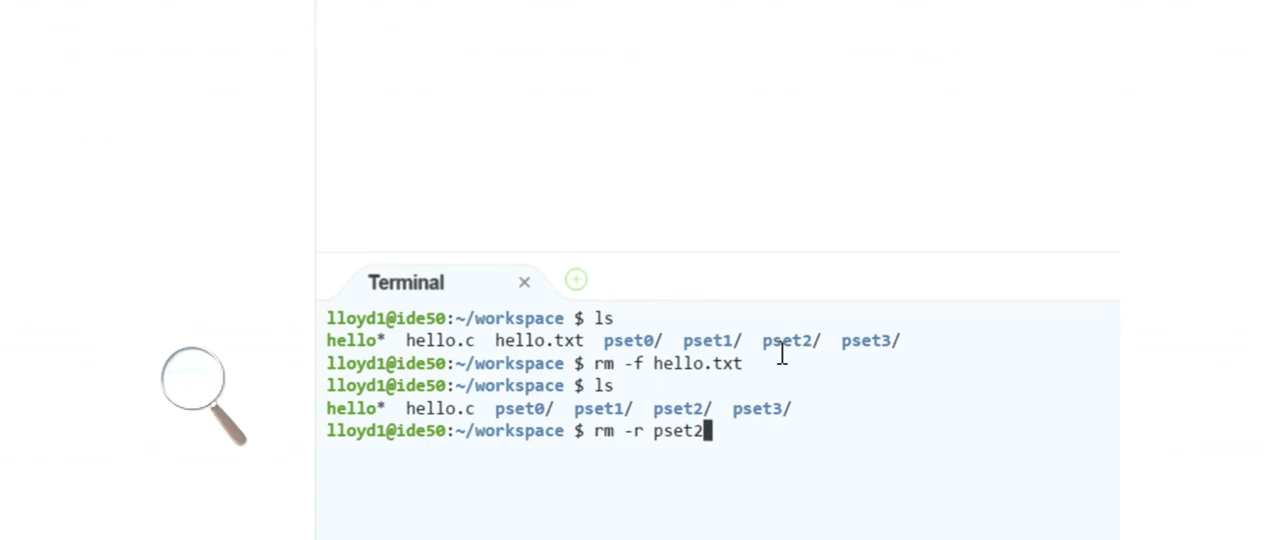 Terminal
lloyd1@ide50:~/workspace $ ls
hello* hello.c hello.txt pset0/ pset1/ pset2/ pset3/
lloyd1@ide50:~/workspace $ rm -f hello.txt
lloyd1@ide50:~/workspace $ ls
hello* hello.c pset0/ pset1/ pset2/ pset3/
lloyd1@ide50:~/workspace $ rm -r pset2